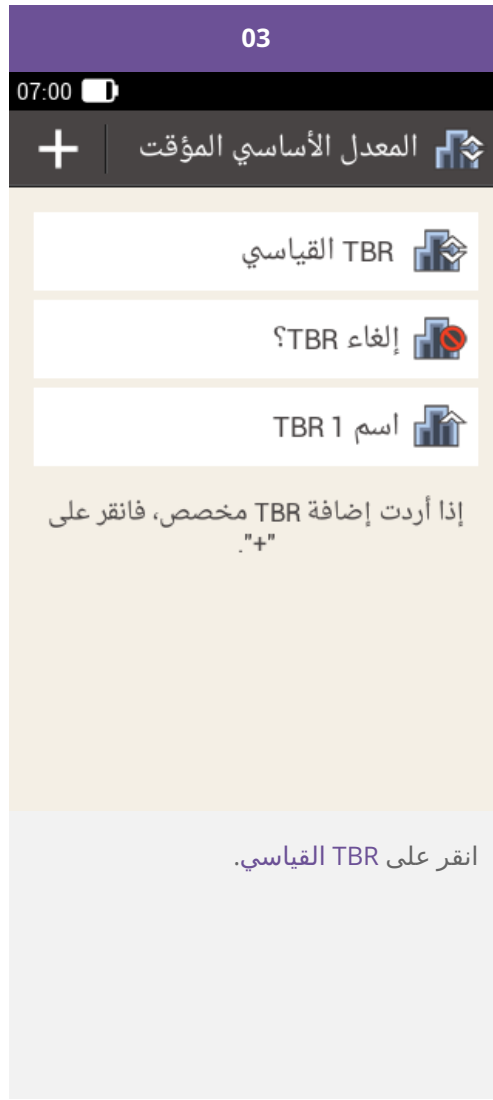 03
07:00
المعدل الأساسي المؤقت
TBR القياسي
إلغاء TBR؟
اسم TBR 1
إذا أردت إضافة TBR مخصص، فانقر على
"+".
انقر على TBR القياسي.